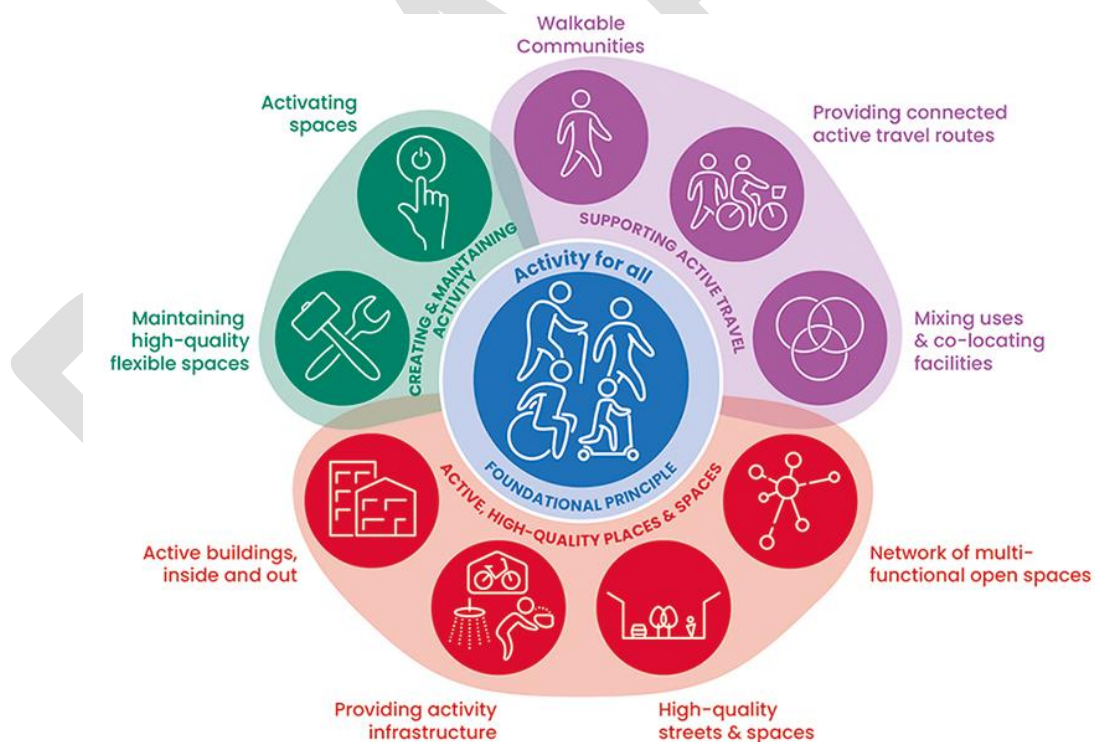 Walkable
Communities
Providing connected
active travel routes
Mixing uses
& co-locating
facilities
SUPPORTING ACTIVE TRAVEL
Activating
spaces
Maintaining
high-quality
flexible spaces
CREATING & MAINTAINING
ACTIVITY
Activity for all
FOUNDATIONAL PRINCIPLE
ACTIVE, HIGH-QUALITY PLACES & SPACES
Active buildings,
inside and out
Providing activity
infrastructure
High-quality
streets & spaces
Network of multi-
functional open spaces